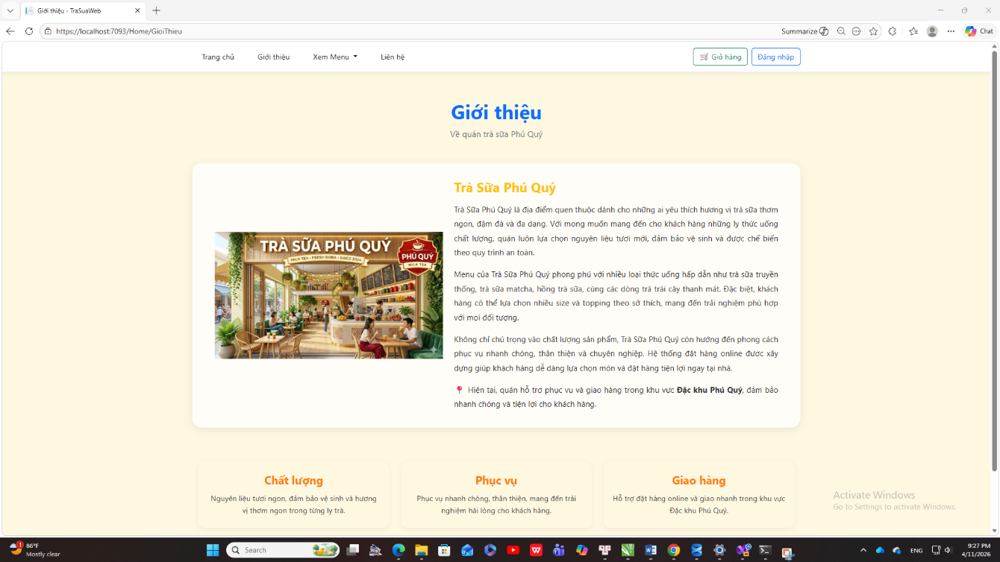 Giới thiệu - TraSuaWeb
https://localhost:7093/Home/GioiThieu
Summarize
Chat
Trang chủ
Giới thiệu
Xem Menu
Liên hệ
Giỏ hàng
Đăng nhập
Giới thiệu
Về quán trà sữa Phú Quý
TRÀ SỮA PHÚ QUÝ
MILK TEA • FRESH BOBA • SINCE 2024
PHÚ QUÝ
MILK TEA
Trà Sữa Phú Quý
Trà Sữa Phú Quý là địa điểm quen thuộc dành cho những ai yêu thích hương vị trà sữa thơm
ngon, đậm đà và đa dạng. Với mong muốn mang đến cho khách hàng những ly thức uống
chất lượng, quán luôn lựa chọn nguyên liệu tươi mới, đảm bảo vệ sinh và được chế biến
theo quy trình an toàn.
Menu của Trà Sữa Phú Quý phong phú với nhiều loại thức uống hấp dẫn như trà sữa truyền
thống, trà sữa matcha, hồng trà sữa, cùng các dòng trà trái cây thanh mát. Đặc biệt, khách
hàng có thể lựa chọn nhiều size và topping theo sở thích, mang đến trải nghiệm phù hợp
với mọi đối tượng.
Không chỉ chú trọng vào chất lượng sản phẩm, Trà Sữa Phú Quý còn hướng đến phong cách
phục vụ nhanh chóng, thân thiện và chuyên nghiệp. Hệ thống đặt hàng online được xây
dựng giúp khách hàng dễ dàng lựa chọn món và đặt hàng tiện lợi ngay tại nhà.
📍 Hiện tại, quán hỗ trợ phục vụ và giao hàng trong khu vực Đặc khu Phú Quý, đảm bảo
nhanh chóng và tiện lợi cho khách hàng.
Chất lượng
Nguyên liệu tươi ngon, đảm bảo vệ sinh và hương
vị thơm ngon trong từng ly trà.
Phục vụ
Phục vụ nhanh chóng, thân thiện, mang đến trải
nghiệm hài lòng cho khách hàng.
Giao hàng
Hỗ trợ đặt hàng online và giao nhanh trong khu vực
Đặc khu Phú Quý.
Activate Windows
Go to Settings to activate Windows.
1
86°F
Mostly clear
Search
ENG
9:27 PM
4/11/2026